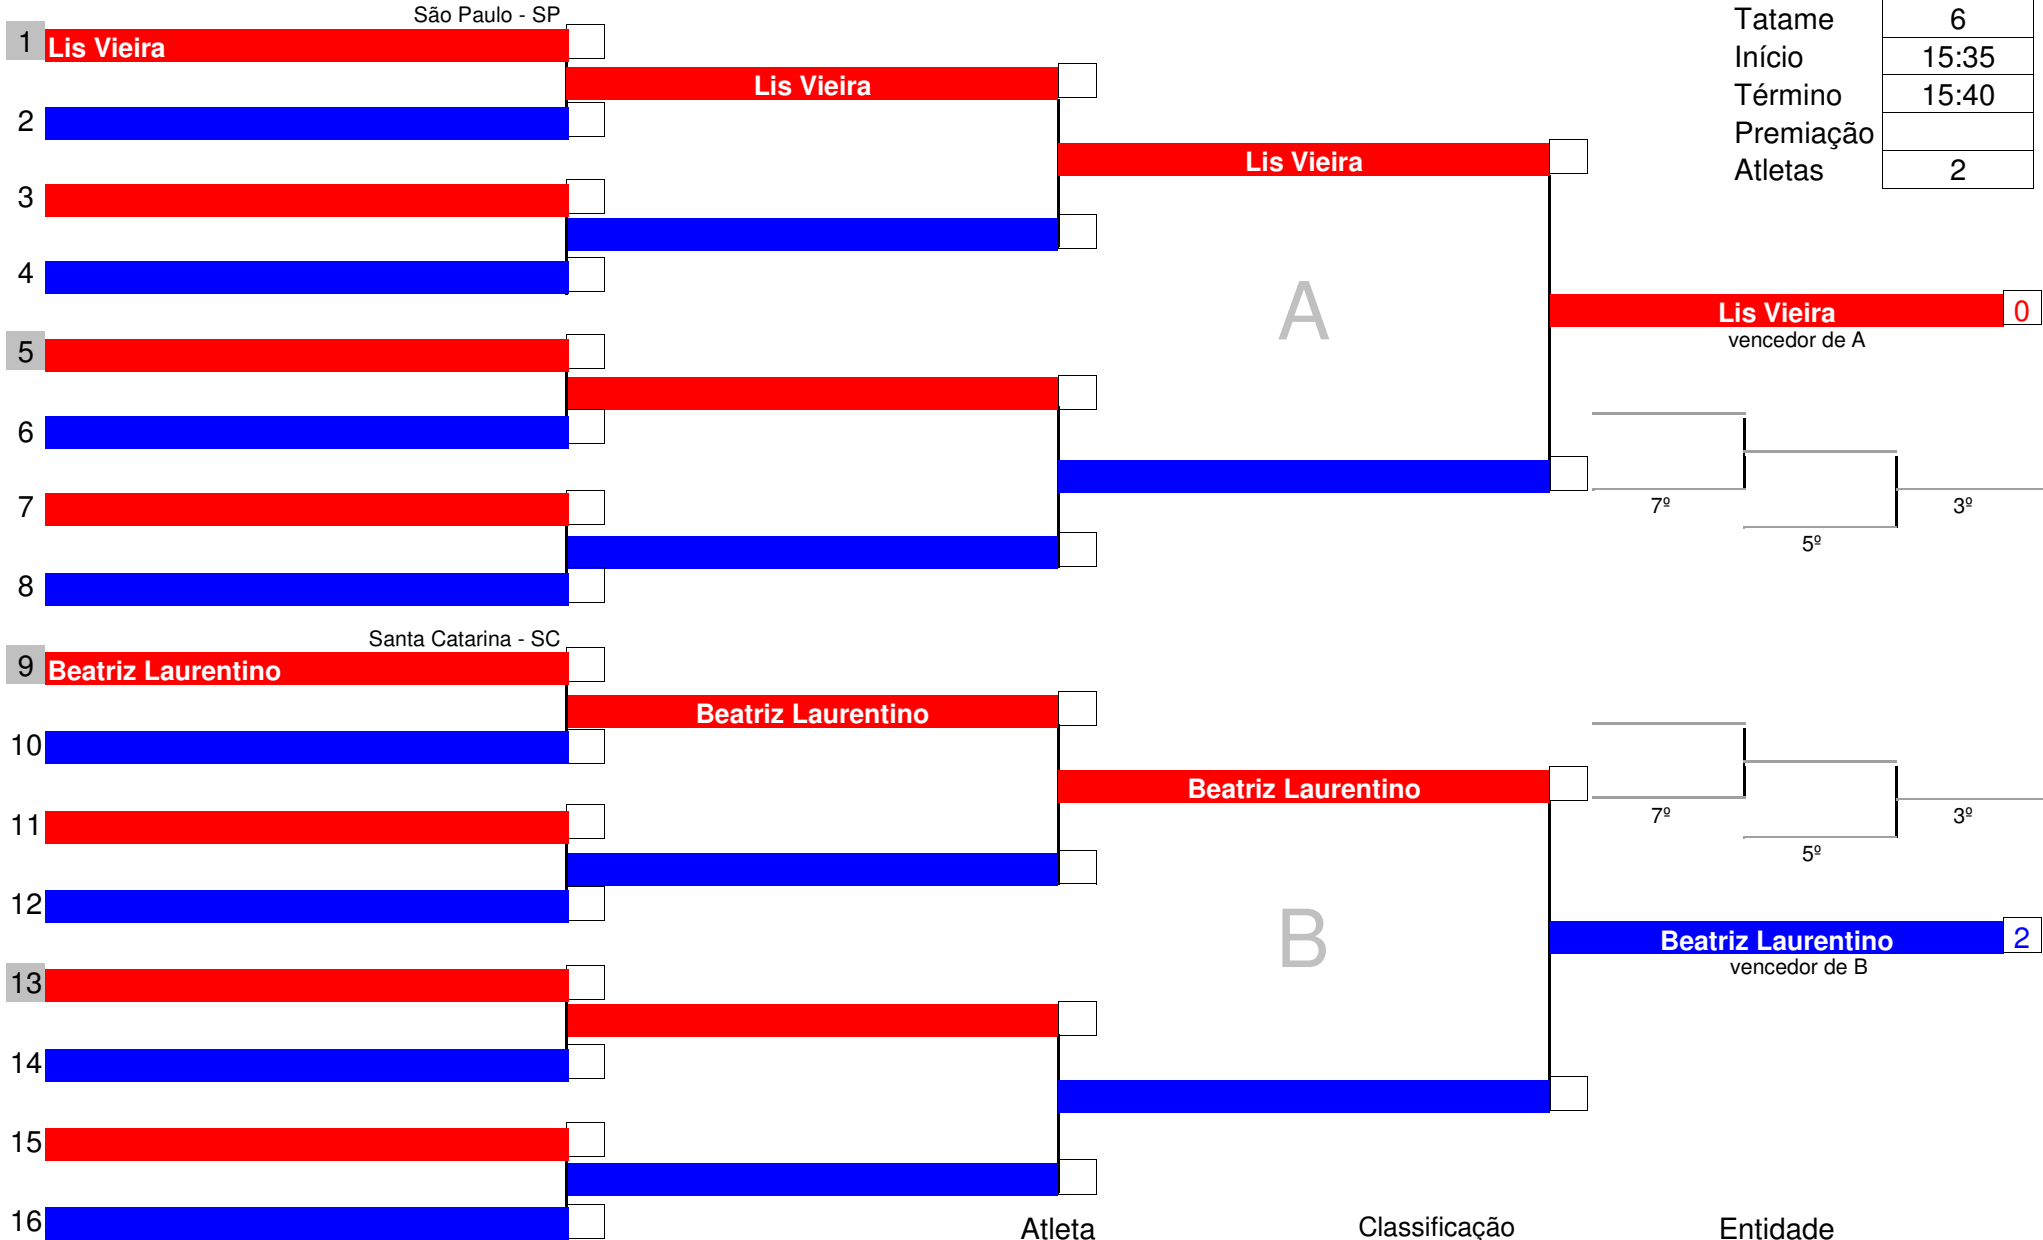 São Paulo - SP
Tatame 6
1 Lis Vieira
Início 15:35
Lis Vieira
Término 15:40
2
Premiação
Lis Vieira
Atletas 2
3
4
A
Lis Vieira 0
vencedor de A
5
6
7
7º 3º
5º
8
Santa Catarina - SC
9 Beatriz Laurentino
Beatriz Laurentino
10
Beatriz Laurentino
11
7º 3º
5º
12
B
Beatriz Laurentino 2
vencedor de B
13
14
15
16
Atleta Classificação Entidade